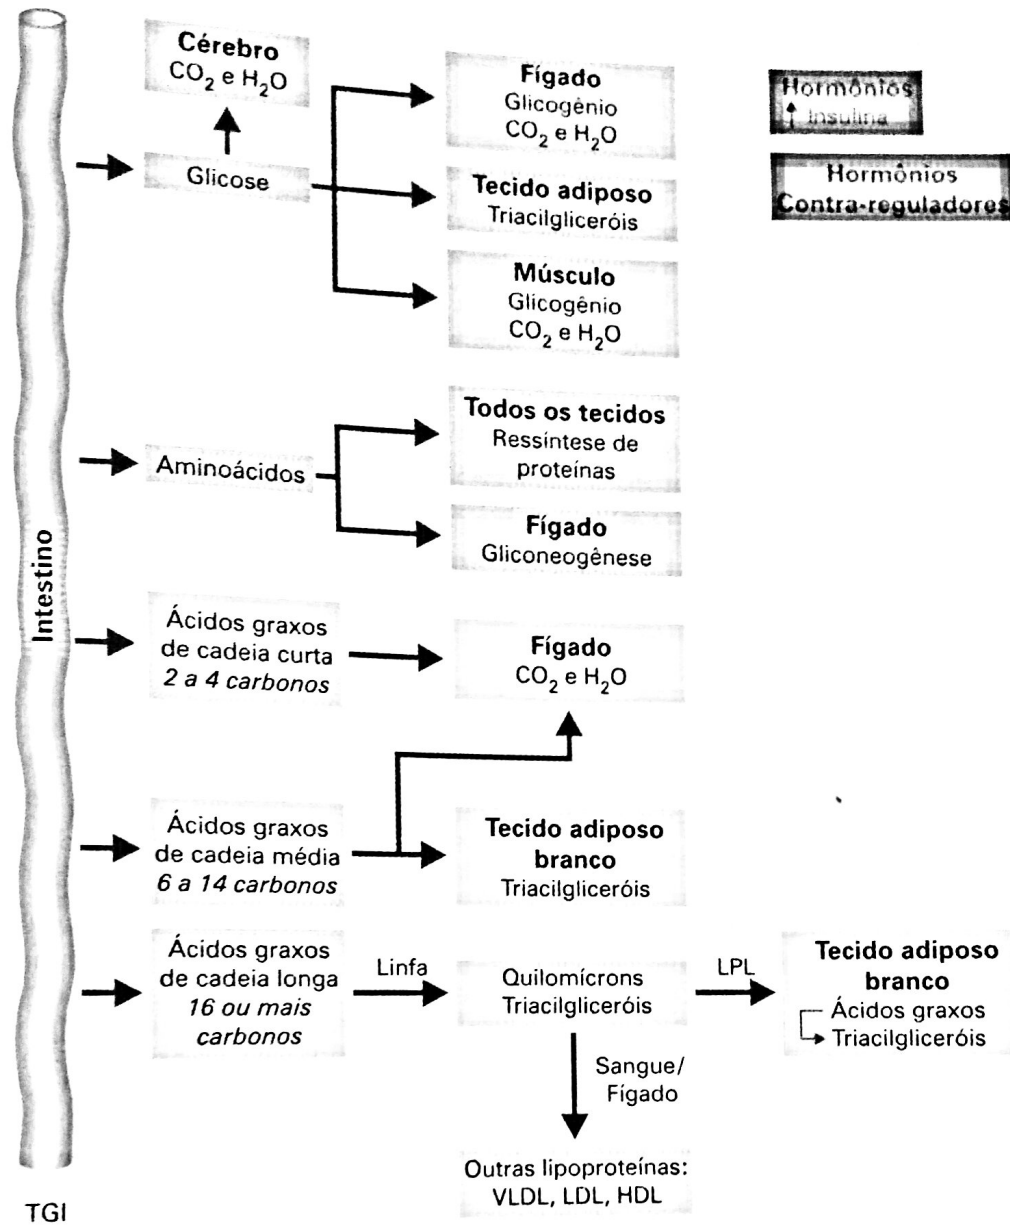 Cérebro
CO₂ e H₂O
Glicose
Fígado
Glicogênio
CO₂ e H₂O
Tecido adiposo
Triacilgliceróis
Músculo
Glicogênio
CO₂ e H₂O
Hormônios
↑ Insulina
Hormônios
Contra-reguladores
Aminoácidos
Todos os tecidos
Ressíntese de
proteínas
Fígado
Gliconeogênese
Intestino
Ácidos graxos
de cadeia curta
2 a 4 carbonos
Fígado
CO₂ e H₂O
Ácidos graxos
de cadeia média
6 a 14 carbonos
Tecido adiposo
branco
Triacilgliceróis
Ácidos graxos
de cadeia longa
16 ou mais
carbonos
Linfa
Quilomícrons
Triacilgliceróis
LPL
Tecido adiposo
branco
Ácidos graxos
Triacilgliceróis
Sangue/
Fígado
Outras lipoproteínas:
VLDL, LDL, HDL
TGI